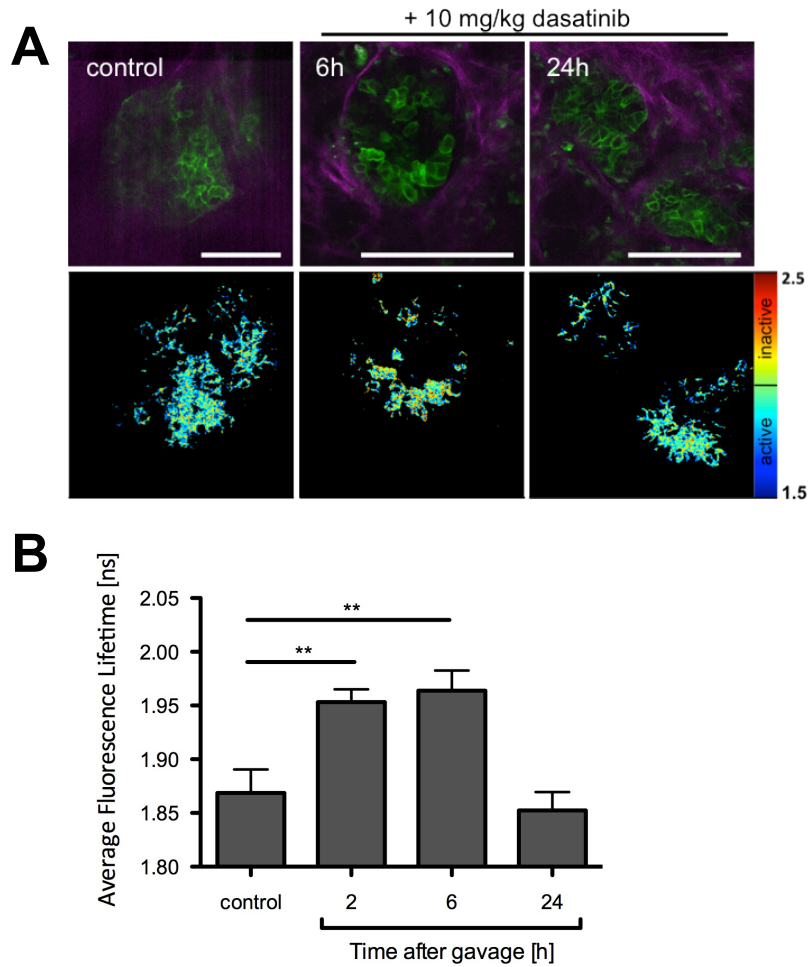 + 10 mg/kg dasatinib
A
control
6h
24h
2.5
inactive
active
1.5
B
Average Fluorescence Lifetime [ns]
2.05
2.00
1.95
1.90
1.85
1.80
**
**
control 2 6 24
Time after gavage [h]